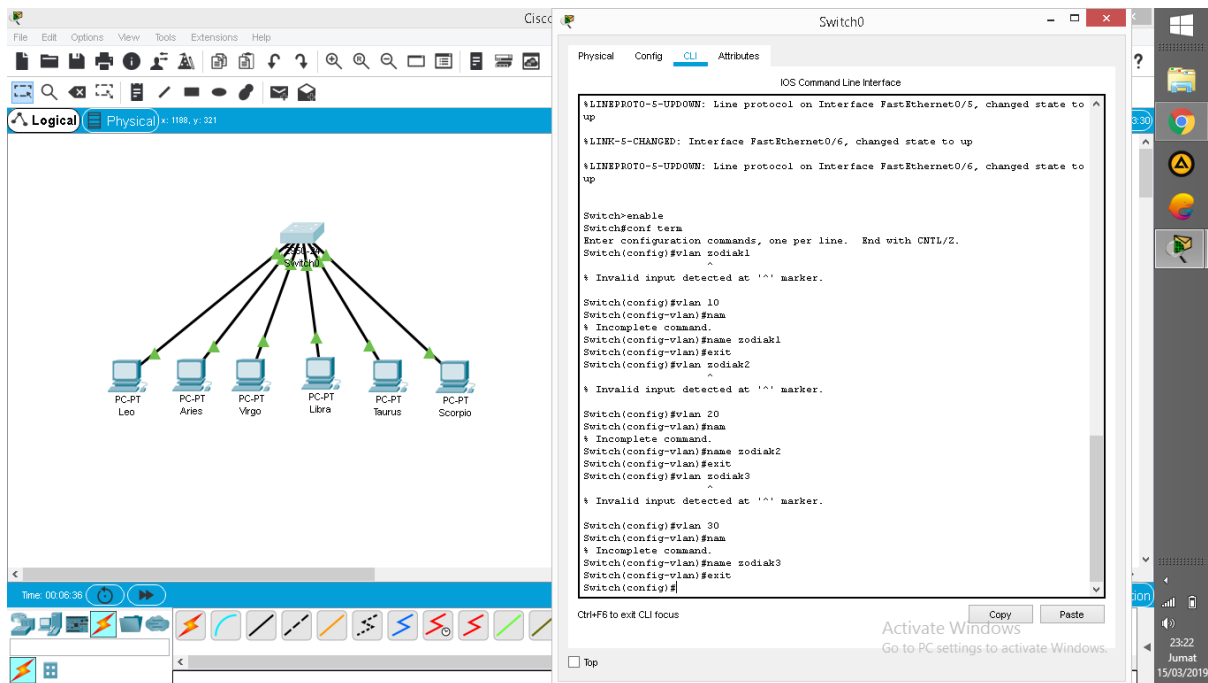 Cisc
File Edit Options View Tools Extensions Help
Logical
Physical
x: 1188, y: 321
3:30
?
2950-24
Switch0
PC-PT
Leo
PC-PT
Aries
PC-PT
Virgo
PC-PT
Libra
PC-PT
Taurus
PC-PT
Scorpio
Time: 00:06:36
Switch0
Physical Config CLI Attributes
IOS Command Line Interface
%LINEPROTO-5-UPDOWN: Line protocol on Interface FastEthernet0/5, changed state to
up
%LINK-5-CHANGED: Interface FastEthernet0/6, changed state to up
%LINEPROTO-5-UPDOWN: Line protocol on Interface FastEthernet0/6, changed state to
up
Switch>enable
Switch#conf term
Enter configuration commands, one per line. End with CNTL/Z.
Switch(config)#vlan zodiak1
^
% Invalid input detected at '^' marker.
Switch(config)#vlan 10
Switch(config-vlan)#nam
% Incomplete command.
Switch(config-vlan)#name zodiak1
Switch(config-vlan)#exit
Switch(config)#vlan zodiak2
^
% Invalid input detected at '^' marker.
Switch(config)#vlan 20
Switch(config-vlan)#nam
% Incomplete command.
Switch(config-vlan)#name zodiak2
Switch(config-vlan)#exit
Switch(config)#vlan zodiak3
^
% Invalid input detected at '^' marker.
Switch(config)#vlan 30
Switch(config-vlan)#nam
% Incomplete command.
Switch(config-vlan)#name zodiak3
Switch(config-vlan)#exit
Switch(config)#
Ctrl+F6 to exit CLI focus
Copy Paste
Top
Activate Windows
Go to PC settings to activate Windows.
ion
23:22
Jumat
15/03/2019